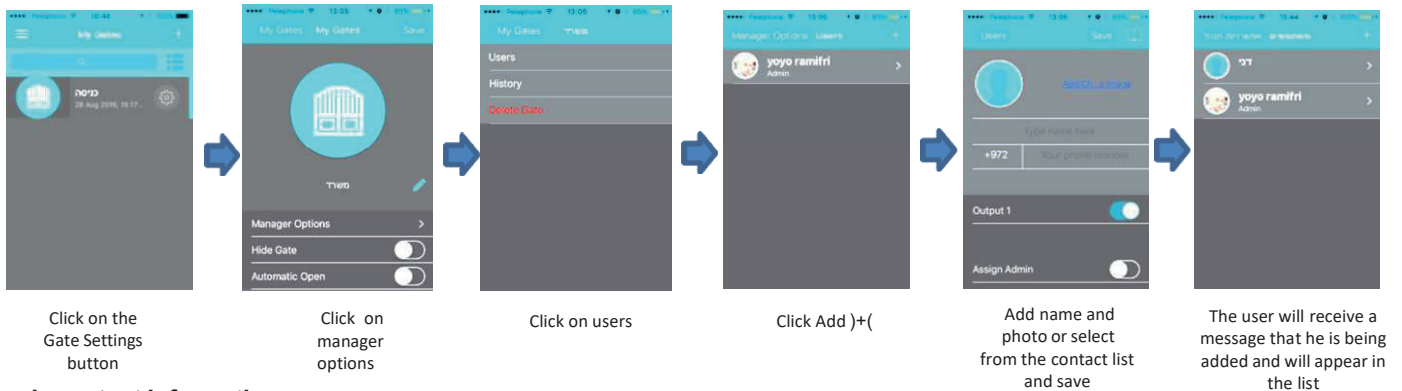 My Gates
+
כניסה
28 Aug 2016, 15:17...
My Gates
My Gates
Save
משרד
Manager Options
Hide Gate
Automatic Open
My Gates
משרד
Users
History
Delete Gate
Manager Options
Users
+
yoyo ramifri
Admin
Users
Save
Type name here
+972
Your phone number
Output 1
Assign Admin
+
דני
yoyo ramifri
Admin
Click on the
Gate Settings
button
Click on
manager
options
Click on users
Click Add )+(
Add name and
photo or select
from the contact list
and save
The user will receive a
message that he is being
added and will appear in
the list